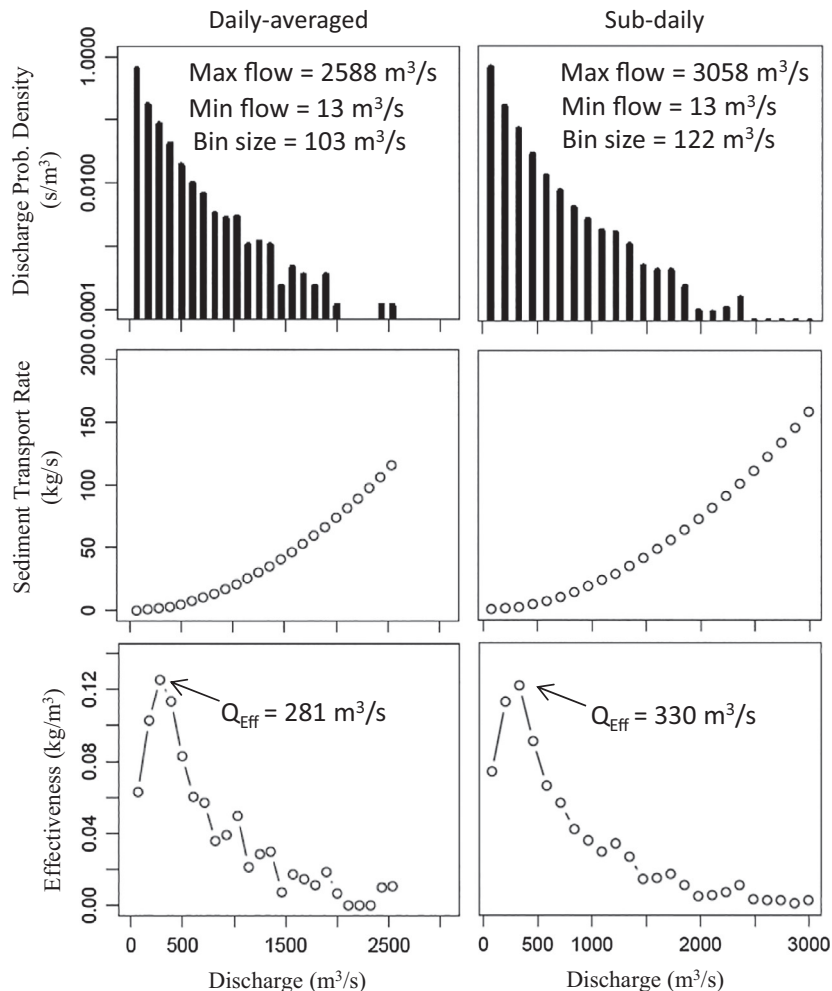 Daily-averaged
Sub-daily
Discharge Prob. Density
(s/m³)
1.0000
0.0100
0.0001
Max flow = 2588 m³/s
Min flow = 13 m³/s
Bin size = 103 m³/s
Max flow = 3058 m³/s
Min flow = 13 m³/s
Bin size = 122 m³/s
Sediment Transport Rate
(kg/s)
200
150
100
50
0
Effectiveness (kg/m³)
0.12
0.08
0.04
0.00
Q_Eff = 281 m³/s
Q_Eff = 330 m³/s
0 500 1500 2500
0 500 1000 2000 3000
Discharge (m³/s)
Discharge (m³/s)